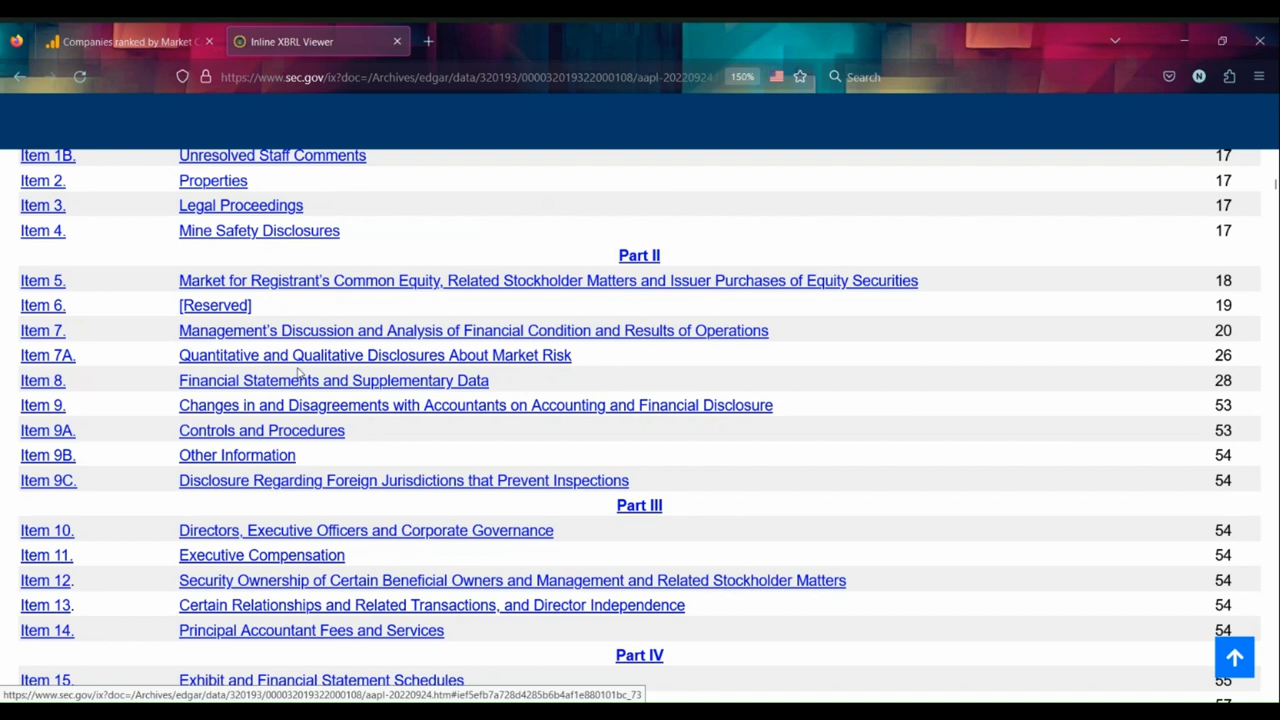 Companies ranked by Market C
Inline XBRL Viewer
https://www.sec.gov/ix?doc=/Archives/edgar/data/320193/000032019322000108/aapl-20220924.
150%
Search
N
Item 1B. Unresolved Staff Comments 17
Item 2. Properties 17
Item 3. Legal Proceedings 17
Item 4. Mine Safety Disclosures 17
Part II
Item 5. Market for Registrant's Common Equity, Related Stockholder Matters and Issuer Purchases of Equity Securities 18
Item 6. [Reserved] 19
Item 7. Management's Discussion and Analysis of Financial Condition and Results of Operations 20
Item 7A. Quantitative and Qualitative Disclosures About Market Risk 26
Item 8. Financial Statements and Supplementary Data 28
Item 9. Changes in and Disagreements with Accountants on Accounting and Financial Disclosure 53
Item 9A. Controls and Procedures 53
Item 9B. Other Information 54
Item 9C. Disclosure Regarding Foreign Jurisdictions that Prevent Inspections 54
Part III
Item 10. Directors, Executive Officers and Corporate Governance 54
Item 11. Executive Compensation 54
Item 12. Security Ownership of Certain Beneficial Owners and Management and Related Stockholder Matters 54
Item 13. Certain Relationships and Related Transactions, and Director Independence 54
Item 14. Principal Accountant Fees and Services 54
Part IV
Item 15. Exhibit and Financial Statement Schedules 55
https://www.sec.gov/ix?doc=/Archives/edgar/data/320193/000032019322000108/aapl-20220924.htm#ief5efb7a728d4285b6b4af1e880101bc_73